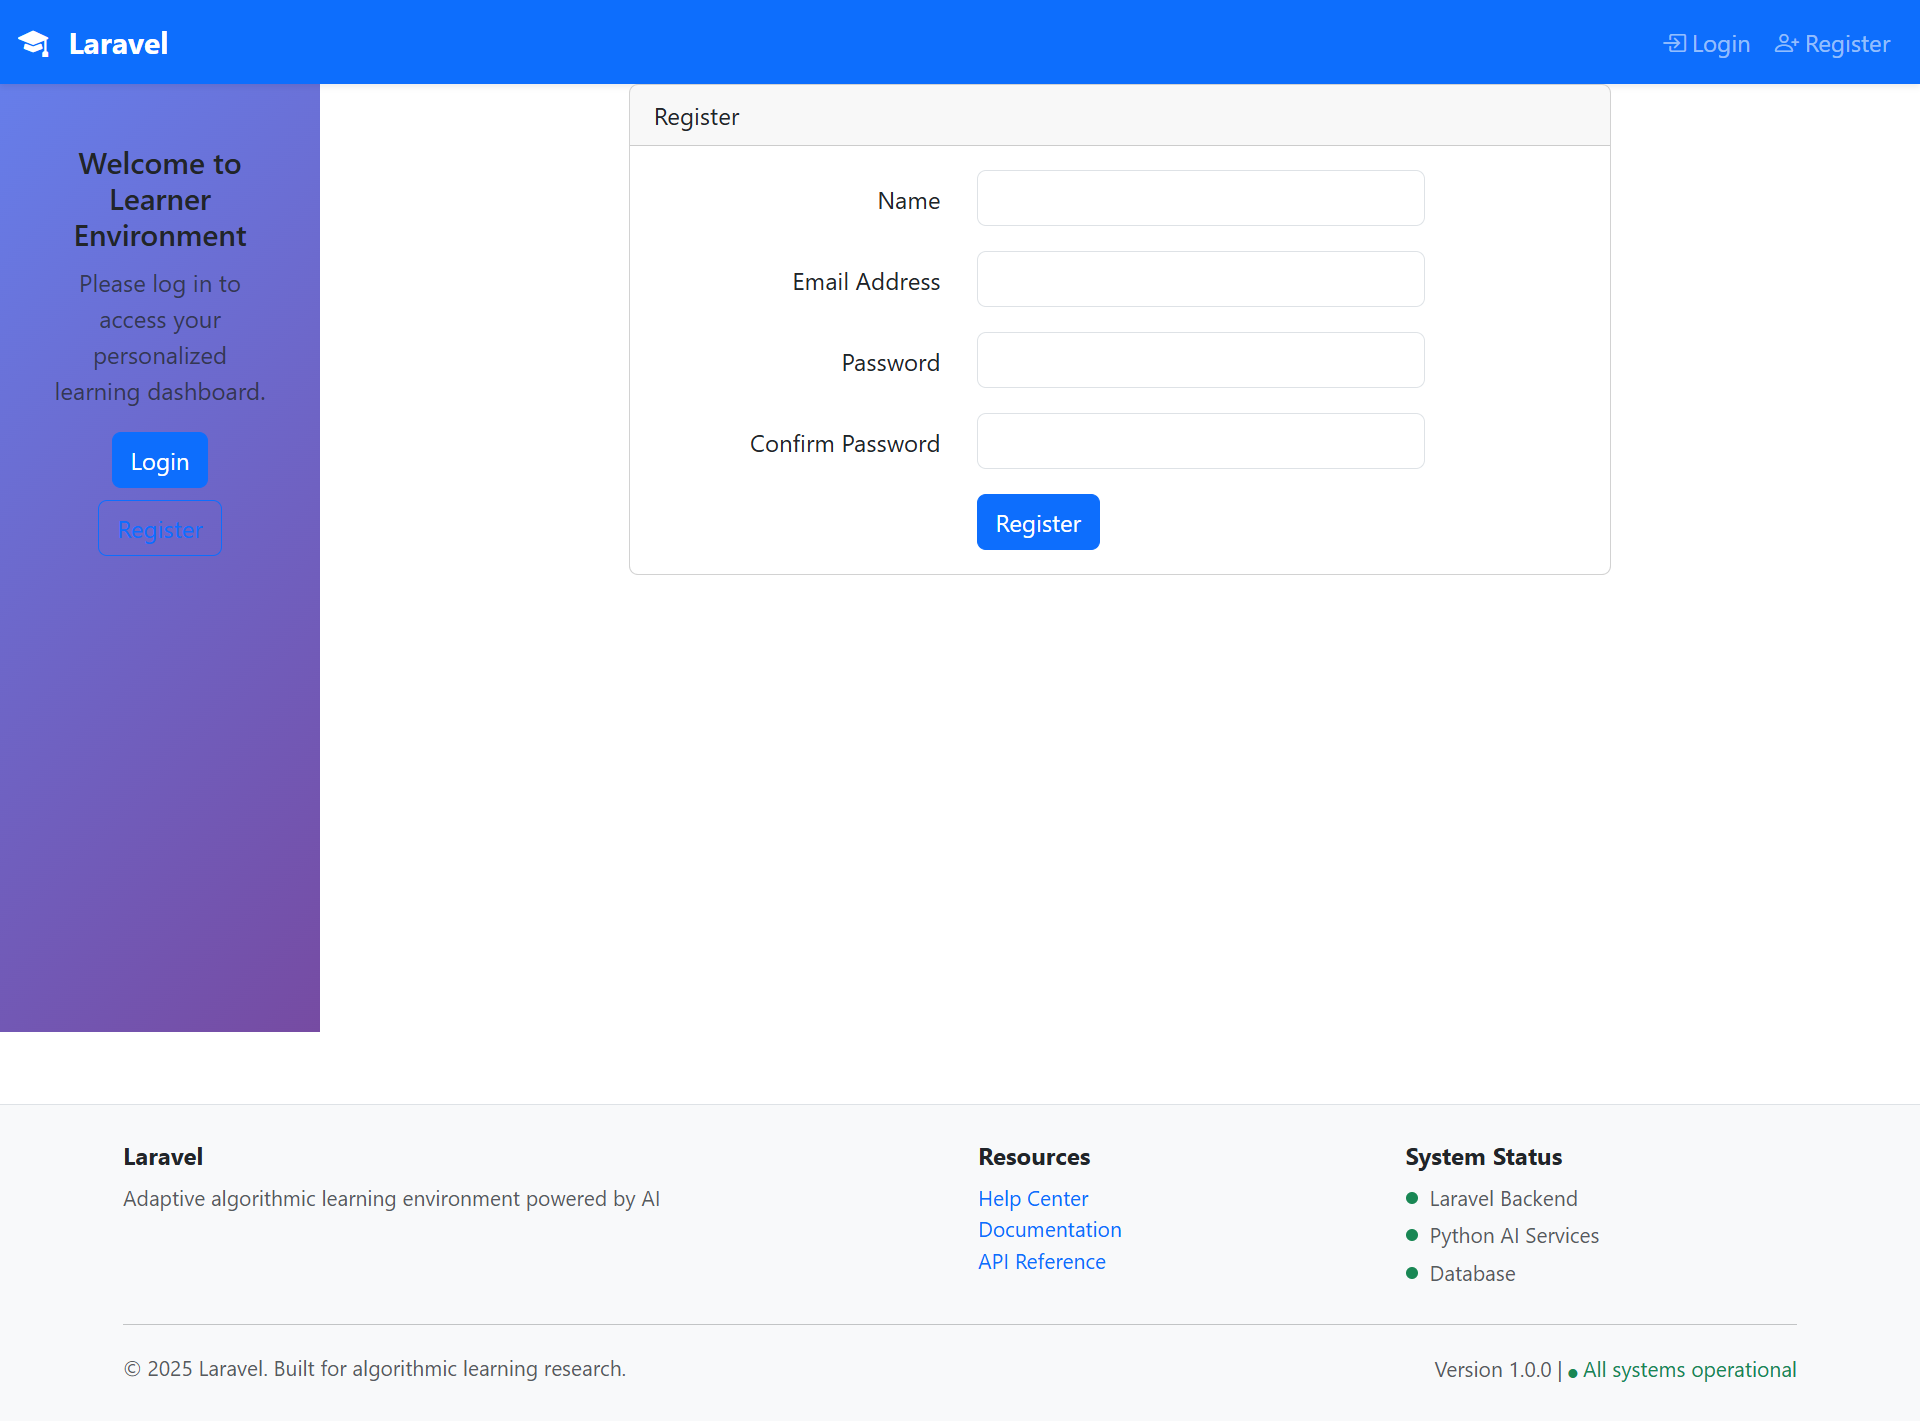 Laravel
Login
Register
Welcome to
Learner
Environment
Please log in to
access your
personalized
learning dashboard.
Login
Register
Register
Name
Email Address
Password
Confirm Password
Register
Laravel
Adaptive algorithmic learning environment powered by AI
Resources
Help Center
Documentation
API Reference
System Status
Laravel Backend
Python AI Services
Database
© 2025 Laravel. Built for algorithmic learning research.
Version 1.0.0 | ● All systems operational